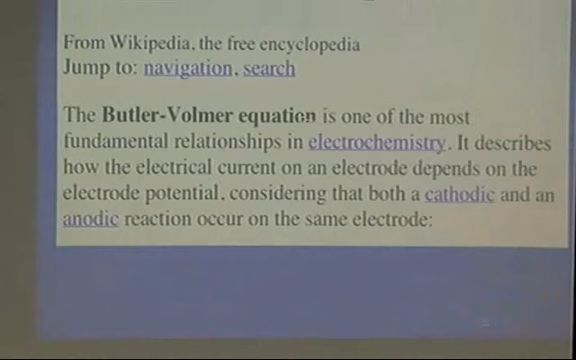 From Wikipedia, the free encyclopedia
Jump to: navigation, search
The Butler-Volmer equation is one of the most
fundamental relationships in electrochemistry. It describes
how the electrical current on an electrode depends on the
electrode potential, considering that both a cathodic and an
anodic reaction occur on the same electrode: